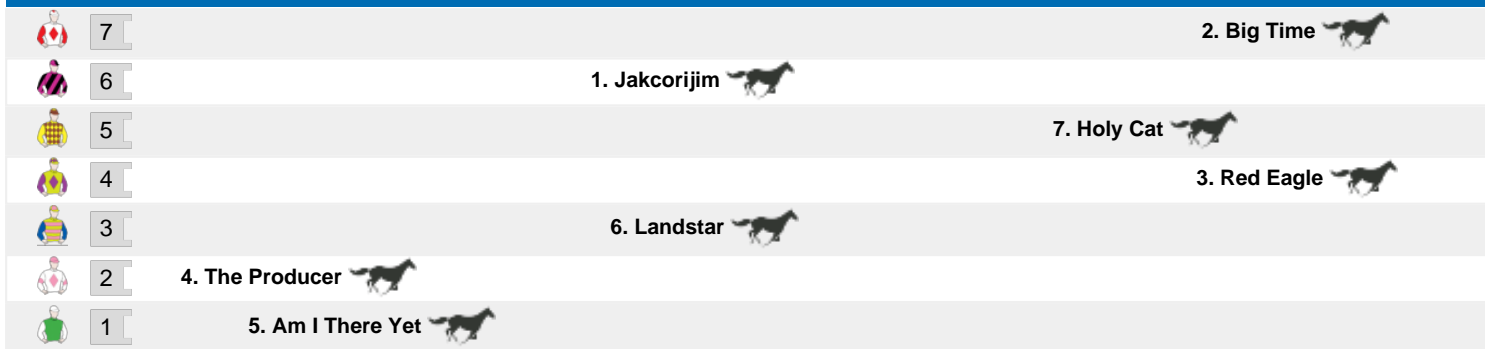 7 2. Big Time
6 1. Jakcorijim
5 7. Holy Cat
4 3. Red Eagle
3 6. Landstar
2 4. The Producer
1 5. Am I There Yet